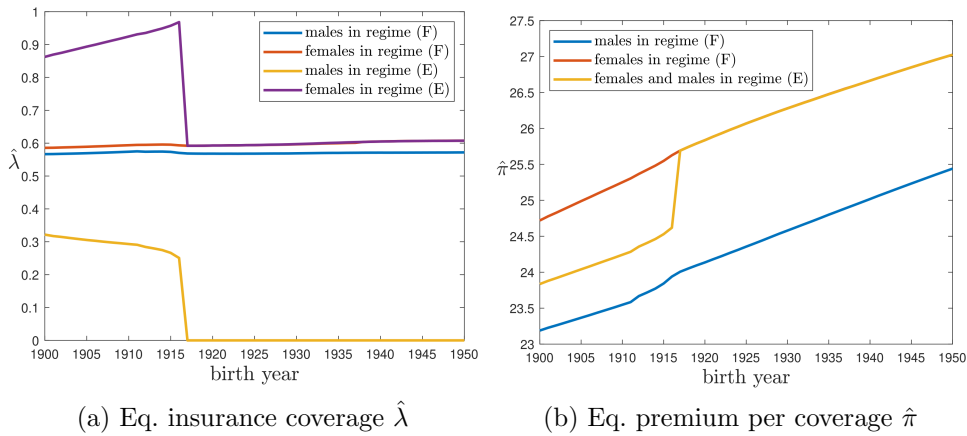 1
0.9
0.8
0.7
0.6
0.5
0.4
0.3
0.2
0.1
0
λ̂
males in regime (F)
females in regime (F)
males in regime (E)
females in regime (E)
1900 1905 1910 1915 1920 1925 1930 1935 1940 1945 1950
birth year
(a) Eq. insurance coverage λ̂
27.5
27
26.5
26
25.5
25
24.5
24
23.5
23
π̂
males in regime (F)
females in regime (F)
females and males in regime (E)
1900 1905 1910 1915 1920 1925 1930 1935 1940 1945 1950
birth year
(b) Eq. premium per coverage π̂